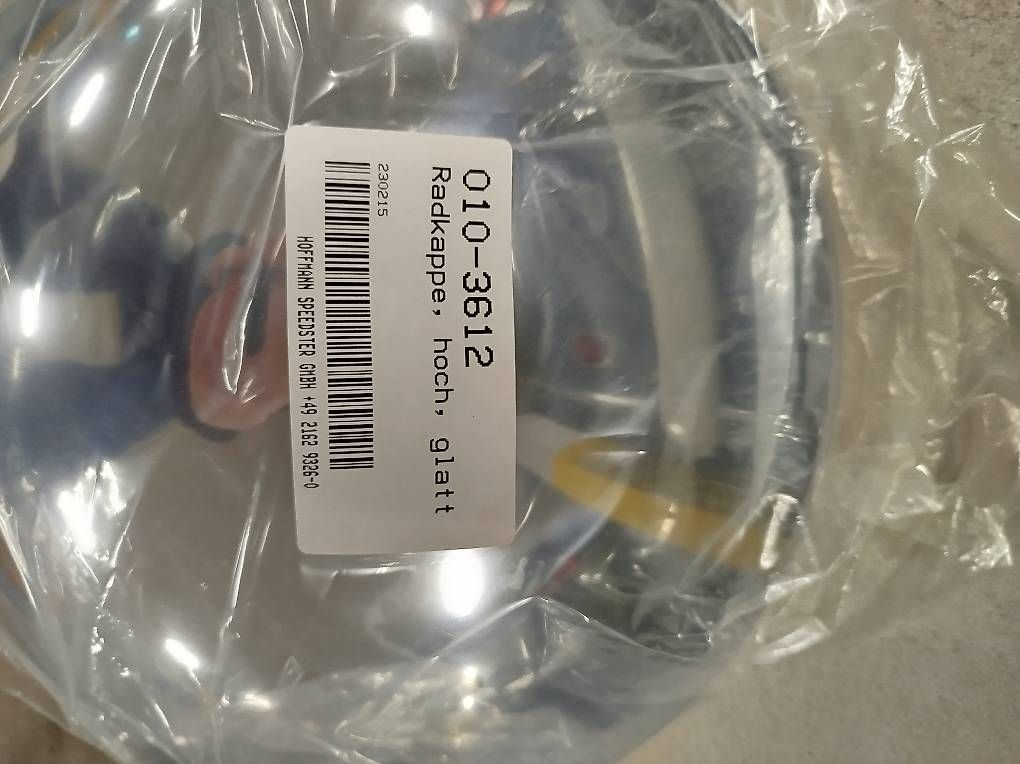 010-3612
Radkappe, hoch, glatt
230215
HOFFMANN SPEEDSTER GMBH +49 2162 9326-0